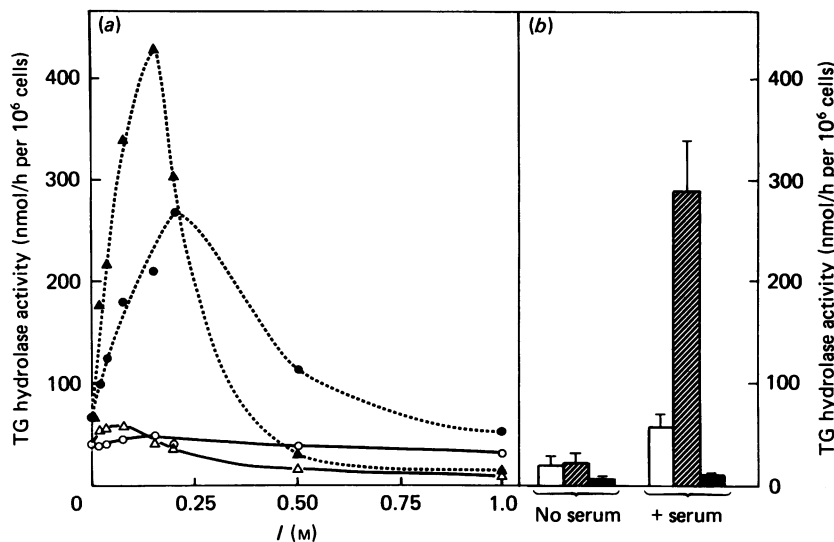 (a)
(b)
TG hydrolase activity (nmol/h per 10⁶ cells)
400
300
200
100
0
0.25
0.50
0.75
1.0
I (M)
400
300
200
100
0
No serum
+ serum
TG hydrolase activity (nmol/h per 10⁶ cells)